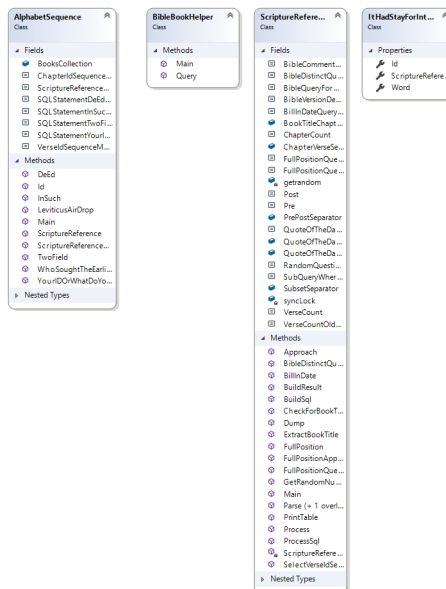 AlphabetSequence
Class
Fields
BooksCollection
ChapterIdSequence...
ScriptureReference...
SQLStatementDeEd...
SQLStatementInSuc...
SQLStatementTwoFi...
SQLStatementYourI...
VerseIdSequenceM...
Methods
DeEd
Id
InSuch
LeviticusAirDrop
Main
ScriptureReference
ScriptureReference...
TwoField
WhoSoughtTheEarli...
YourIDOrWhatDoYo...
Nested Types
BibleBookHelper
Class
Methods
Main
Query
ScriptureRefere...
Class
Fields
BibleComment...
BibleDistinctQu...
BibleQueryFor...
BibleVersionDe...
BillInDateQuery...
BookTitleChapt...
ChapterCount
ChapterVerseSe...
FullPositionQue...
FullPositionQue...
getrandom
Post
Pre
PrePostSeparator
QuoteOfTheDa...
QuoteOfTheDa...
QuoteOfTheDa...
RandomQuesti...
SubQueryWher...
SubsetSeparator
syncLock
VerseCount
VerseCountOld...
Methods
Approach
BibleDistinctQu...
BillInDate
BuildResult
BuildSql
CheckForBookT...
Dump
ExtractBookTitle
FullPosition
FullPositionApp...
FullPositionQue...
GetRandomNu...
Main
Parse (+ 1 overl...
PrintTable
Process
ProcessSql
ScriptureRefere...
SelectVerseIdSe...
Nested Types
ItHadStayForInt...
Class
Properties
Id
ScriptureRefere...
Word